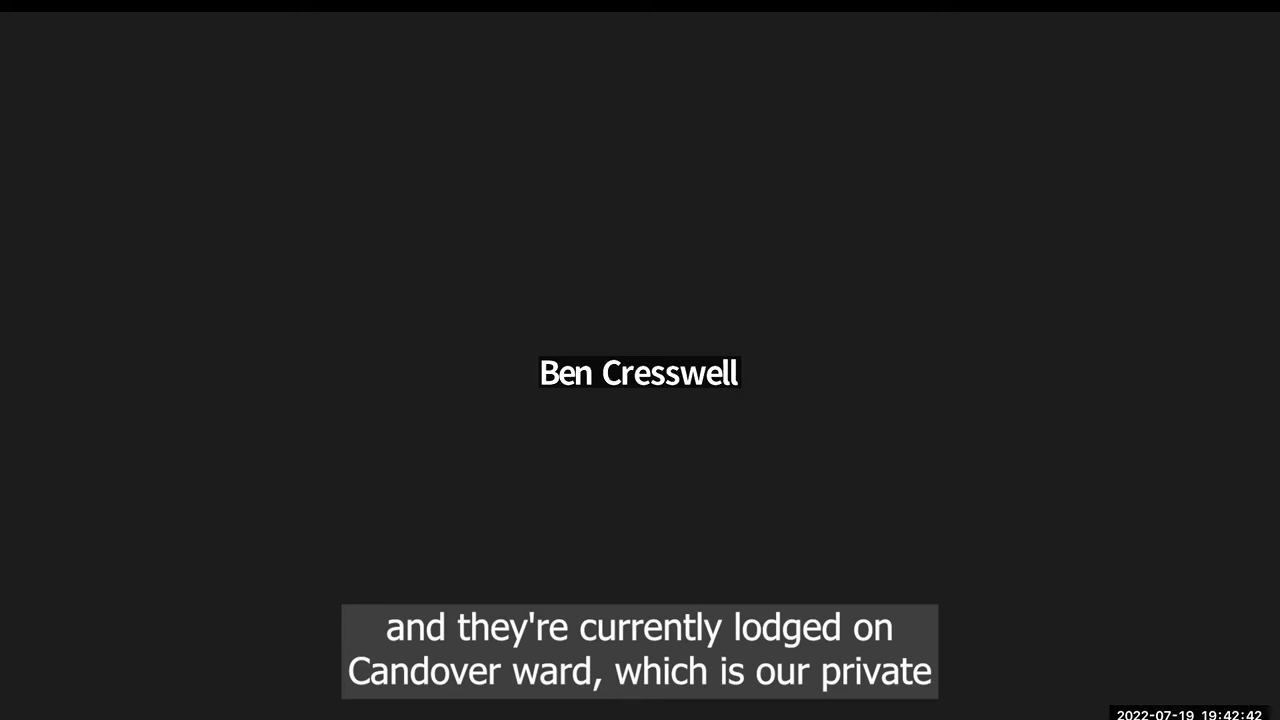 Ben Cresswell
and they're currently lodged on
Candover ward, which is our private
2022-07-19 19:42:42